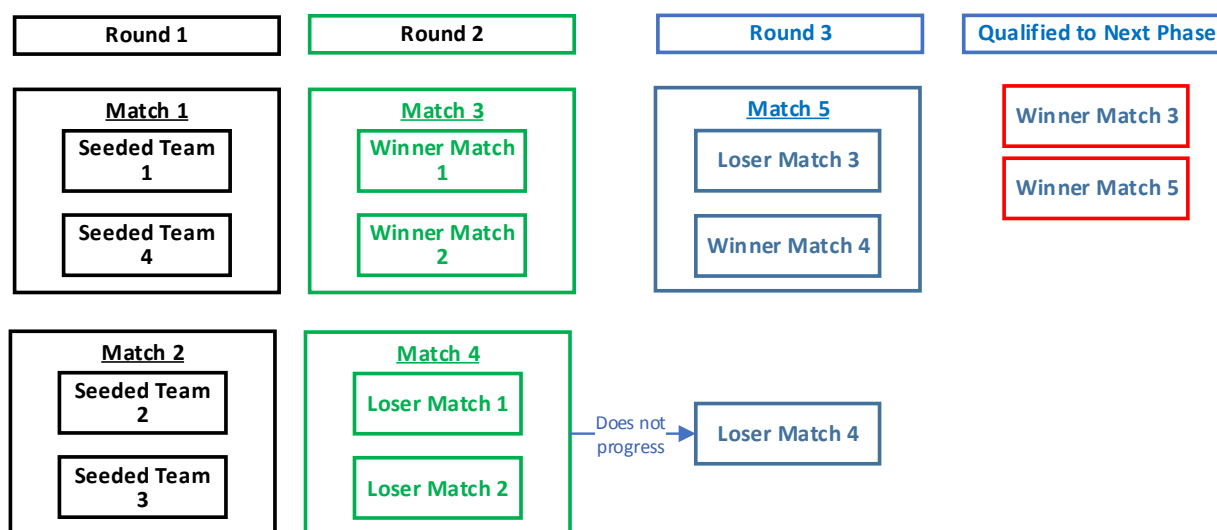 Round 1
Round 2
Round 3
Qualified to Next Phase
Match 1
Seeded Team
1
Seeded Team
4
Match 3
Winner Match
1
Winner Match
2
Match 5
Loser Match 3
Winner Match 4
Winner Match 3
Winner Match 5
Match 2
Seeded Team
2
Seeded Team
3
Match 4
Loser Match 1
Loser Match 2
Does not
progress
Loser Match 4